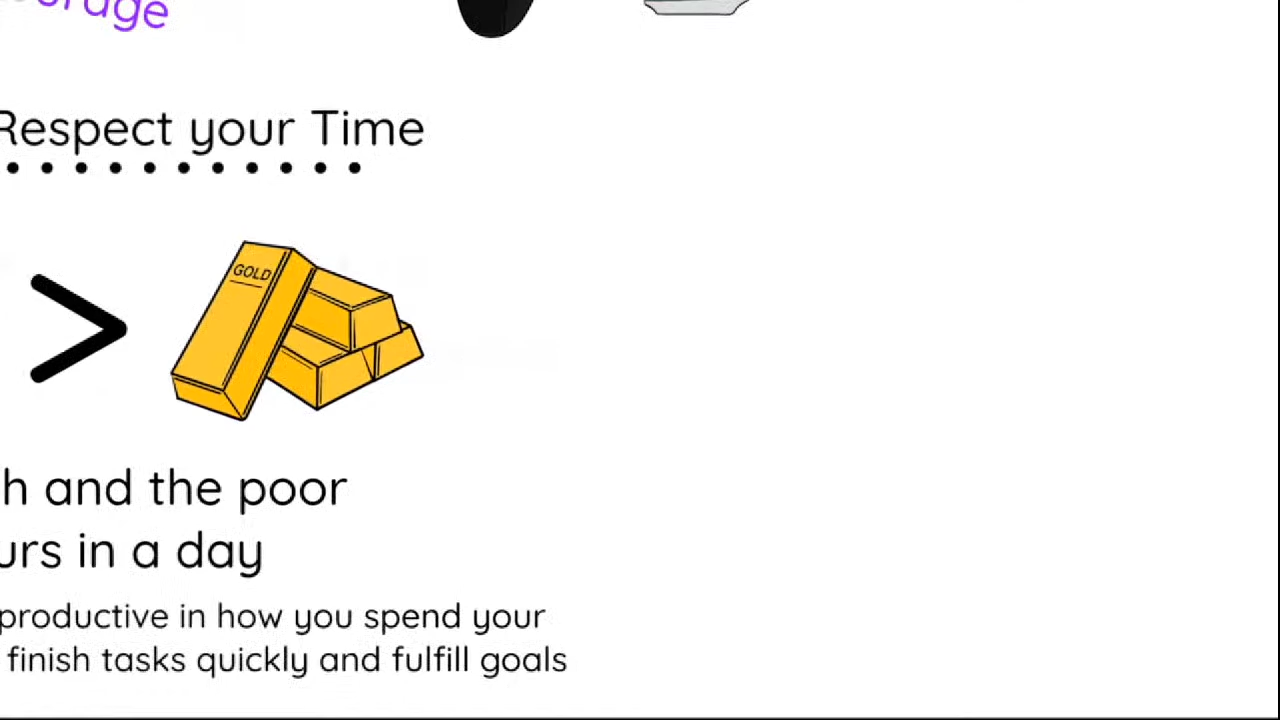 Respect your Time
GOLD
and the poor
in a day
productive in how you spend your
finish tasks quickly and fulfill goals